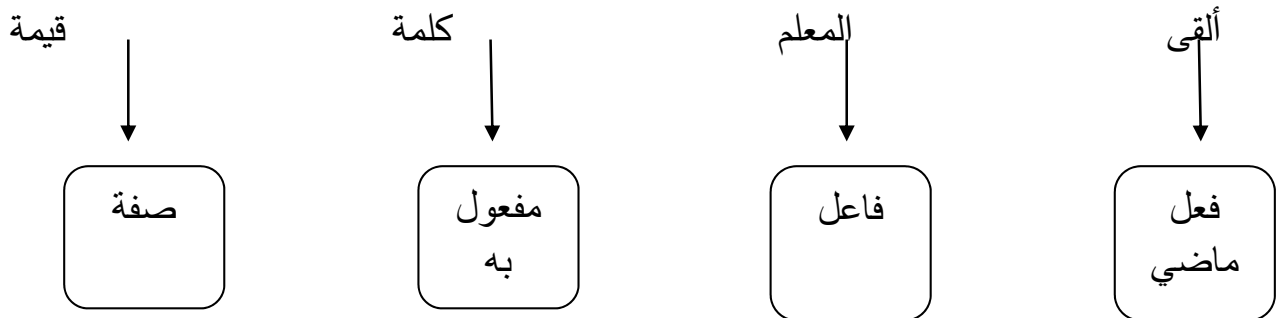 ألقى المعلم كلمة قيمة
فعل فاعل مفعول صفة
ماضي به